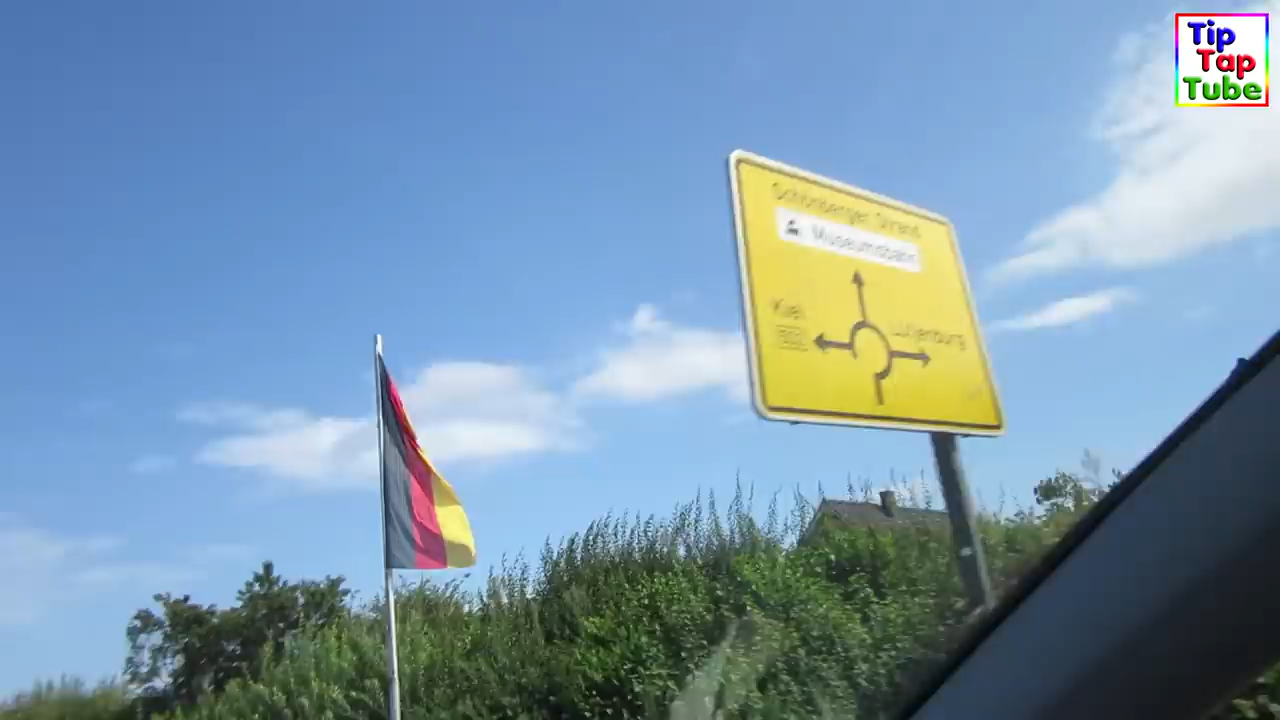 Tip
Tap
Tube
Schönberger Strand
Museumsbahn
Kiel
Lütjenburg